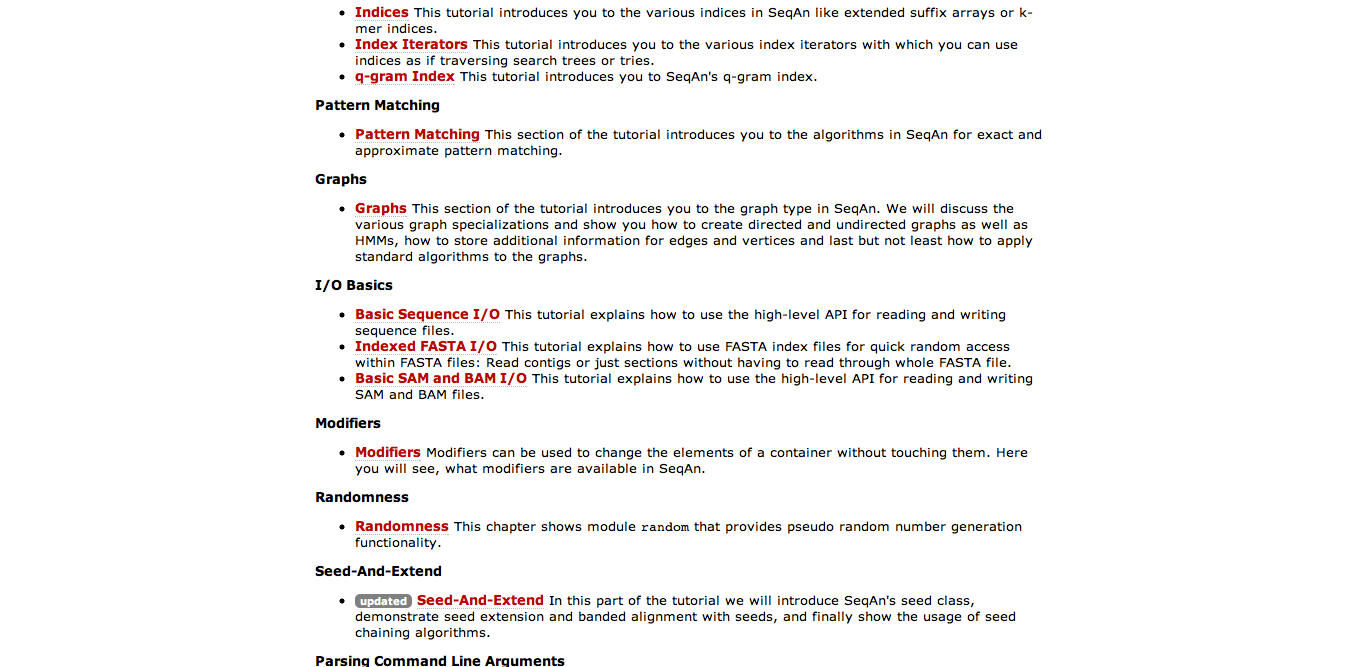 Indices This tutorial introduces you to the various indices in SeqAn like extended suffix arrays or k-
mer indices.
Index Iterators This tutorial introduces you to the various index iterators with which you can use
indices as if traversing search trees or tries.
q-gram Index This tutorial introduces you to SeqAn's q-gram index.
Pattern Matching
Pattern Matching This section of the tutorial introduces you to the algorithms in SeqAn for exact and
approximate pattern matching.
Graphs
Graphs This section of the tutorial introduces you to the graph type in SeqAn. We will discuss the
various graph specializations and show you how to create directed and undirected graphs as well as
HMMs, how to store additional information for edges and vertices and last but not least how to apply
standard algorithms to the graphs.
I/O Basics
Basic Sequence I/O This tutorial explains how to use the high-level API for reading and writing
sequence files.
Indexed FASTA I/O This tutorial explains how to use FASTA index files for quick random access
within FASTA files: Read contigs or just sections without having to read through whole FASTA file.
Basic SAM and BAM I/O This tutorial explains how to use the high-level API for reading and writing
SAM and BAM files.
Modifiers
Modifiers Modifiers can be used to change the elements of a container without touching them. Here
you will see, what modifiers are available in SeqAn.
Randomness
Randomness This chapter shows module random that provides pseudo random number generation
functionality.
Seed-And-Extend
updated Seed-And-Extend In this part of the tutorial we will introduce SeqAn's seed class,
demonstrate seed extension and banded alignment with seeds, and finally show the usage of seed
chaining algorithms.
Parsing Command Line Arguments